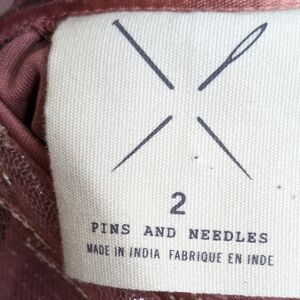 2
PINS AND NEEDLES
MADE IN INDIA FABRIQUE EN INDE